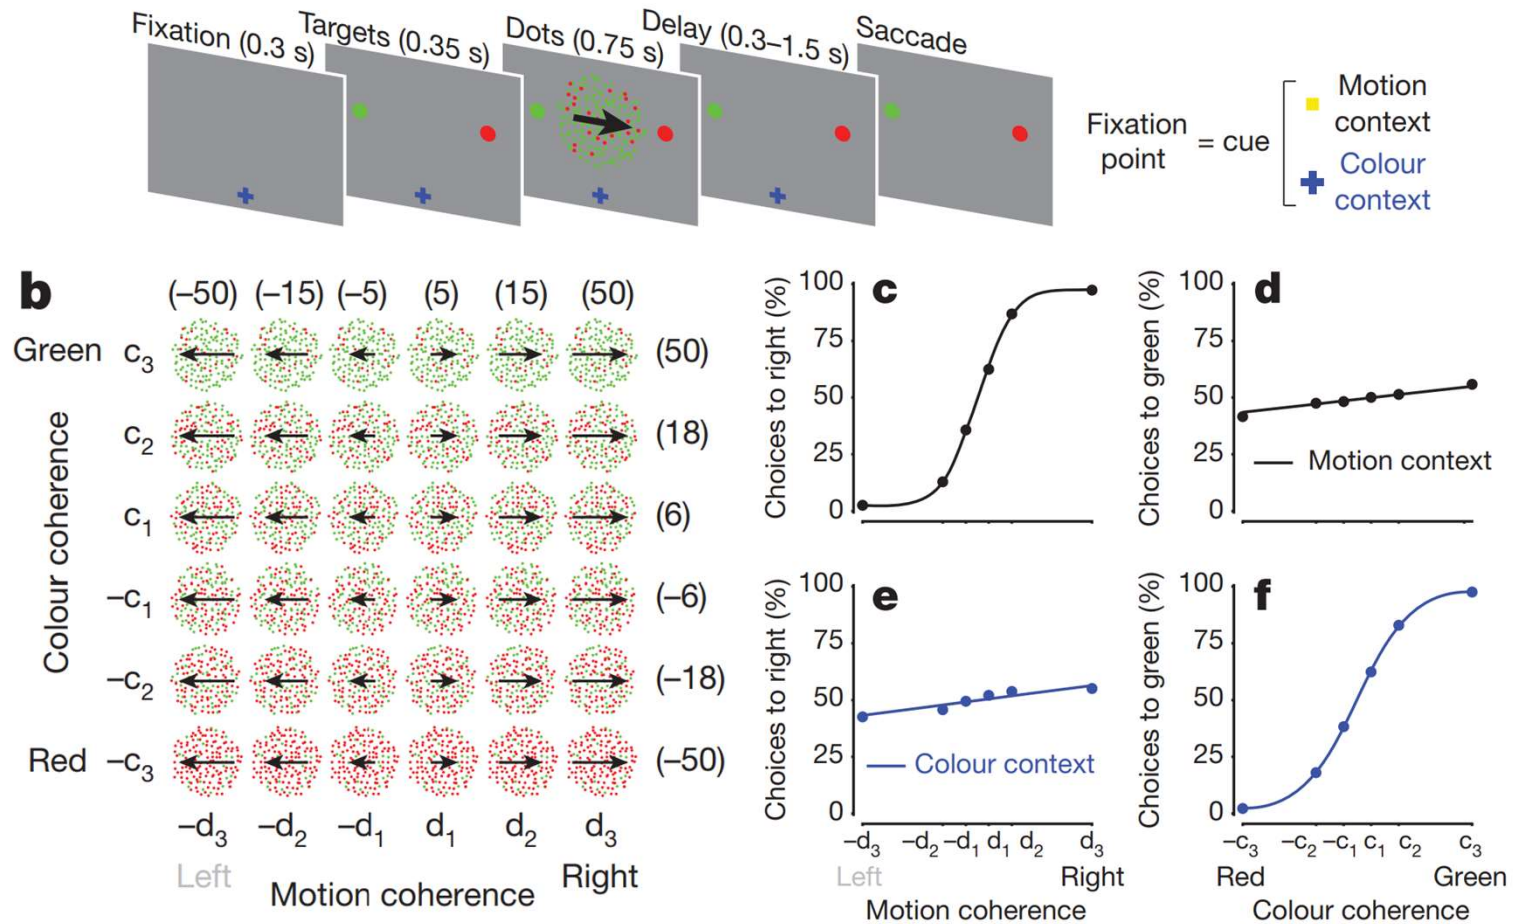 Fixation (0.3 s)
Targets (0.35 s)
Dots (0.75 s)
Delay (0.3–1.5 s)
Saccade
Fixation
point
= cue
Motion
context
Colour
context
b
(–50) (–15) (–5) (5) (15) (50)
Green c3 (50)
c2 (18)
c1 (6)
–c1 (–6)
–c2 (–18)
Red –c3 (–50)
Colour coherence
–d3 –d2 –d1 d1 d2 d3
Left Right
Motion coherence
c
Choices to right (%)
100
75
50
25
0
d
Choices to green (%)
100
75
50
25
0
Motion context
e
Choices to right (%)
100
75
50
25
0
Colour context
–d3 –d2 –d1 d1 d2 d3
Left Right
Motion coherence
f
Choices to green (%)
100
75
50
25
0
–c3 –c2 –c1 c1 c2 c3
Red Green
Colour coherence